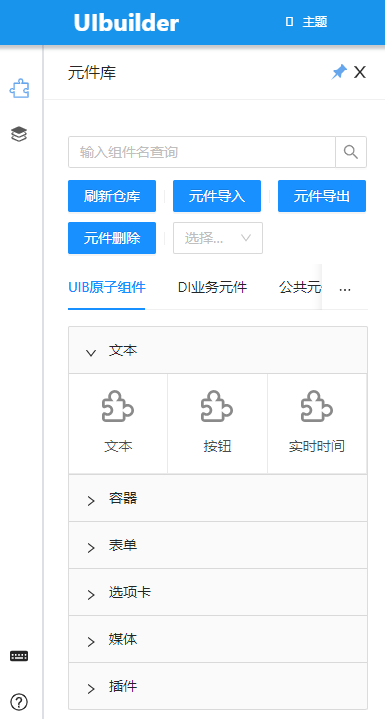 UIbuilder 主题
元件库
输入组件名查询
刷新仓库 元件导入 元件导出
元件删除 选择...
UIB原子组件 DI业务元件 公共元 ...
文本
文本 按钮 实时时间
容器
表单
选项卡
媒体
插件